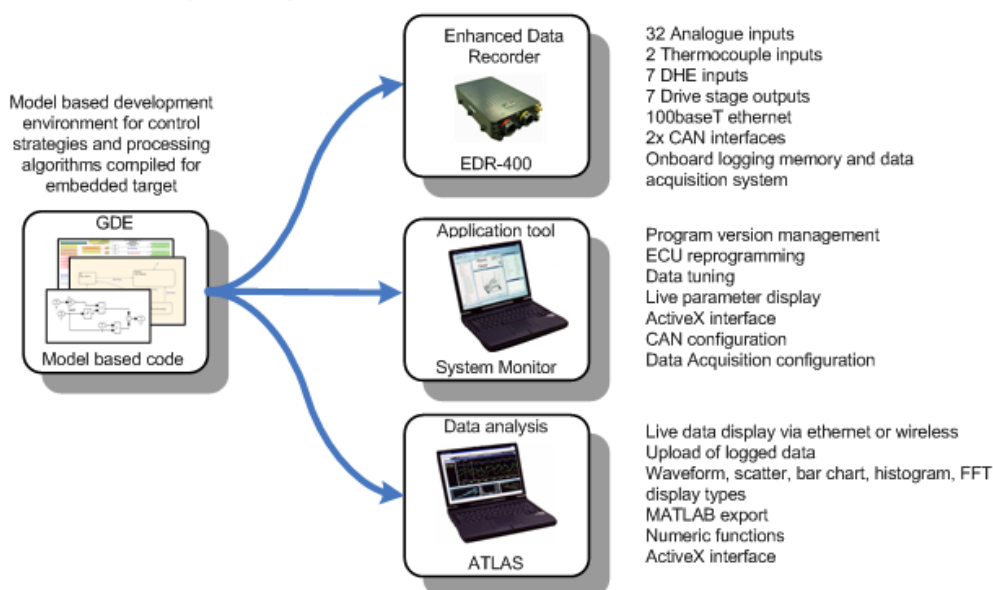 Model based development
environment for control
strategies and processing
algorithms compiled for
embedded target
GDE
Model based code
Enhanced Data
Recorder
EDR-400
32 Analogue inputs
2 Thermocouple inputs
7 DHE inputs
7 Drive stage outputs
100baseT ethernet
2x CAN interfaces
Onboard logging memory and data
acquisition system
Application tool
System Monitor
Program version management
ECU reprogramming
Data tuning
Live parameter display
ActiveX interface
CAN configuration
Data Acquisition configuration
Data analysis
ATLAS
Live data display via ethernet or wireless
Upload of logged data
Waveform, scatter, bar chart, histogram, FFT
display types
MATLAB export
Numeric functions
ActiveX interface